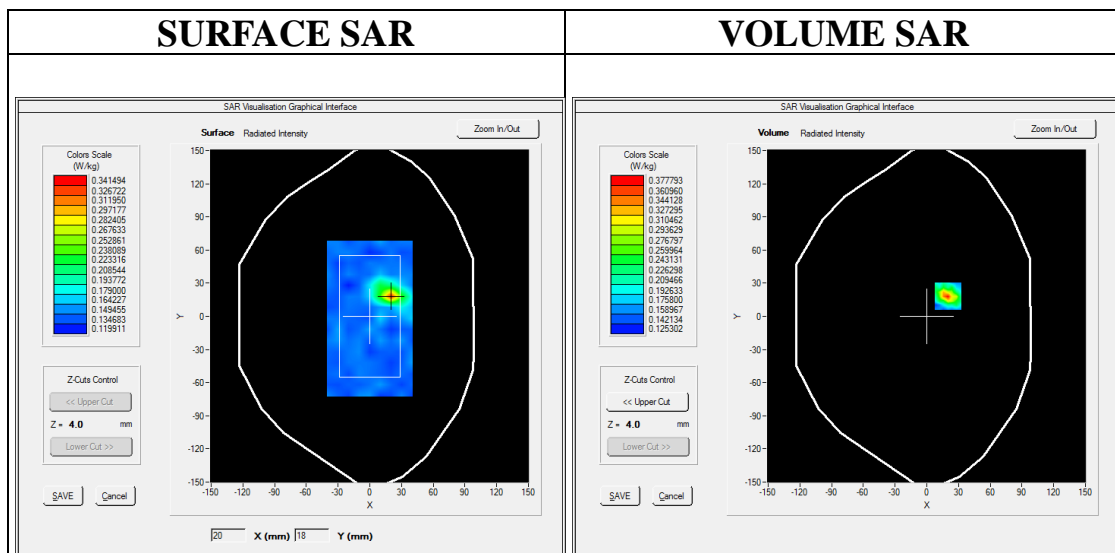 SURFACE SAR
VOLUME SAR
SAR Visualisation Graphical Interface
Surface Radiated Intensity
Zoom In/Out
Colors Scale
(W/kg)
0.341494
0.326722
0.311950
0.297177
0.282405
0.267633
0.252861
0.238089
0.223316
0.208544
0.193772
0.179000
0.164227
0.149455
0.134683
0.119911
150
120
90
60
30
0
-30
-60
-90
-120
-150
Y
-150 -120 -90 -60 -30 0 30 60 90 120 150
X
Z-Cuts Control
<< Upper Cut
Z = 4.0 mm
Lower Cut >>
SAVE Cancel
20 X (mm) 18 Y (mm)
SAR Visualisation Graphical Interface
Volume Radiated Intensity
Zoom In/Out
Colors Scale
(W/kg)
0.377793
0.360960
0.344128
0.327295
0.310462
0.293629
0.276797
0.259964
0.243131
0.226298
0.209466
0.192633
0.175800
0.158967
0.142134
0.125302
150
120
90
60
30
0
-30
-60
-90
-120
-150
Y
-150 -120 -90 -60 -30 0 30 60 90 120 150
X
Z-Cuts Control
<< Upper Cut
Z = 4.0 mm
Lower Cut >>
SAVE Cancel